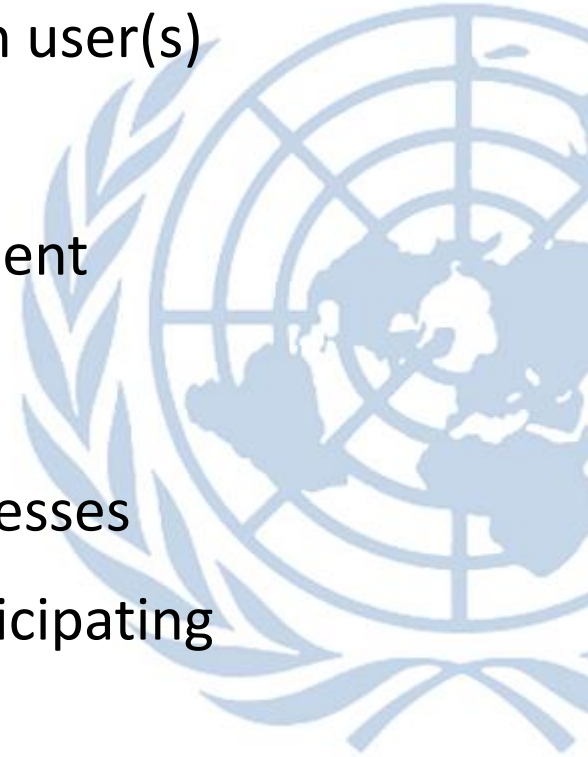 n user(s)
ent
esses
icipating